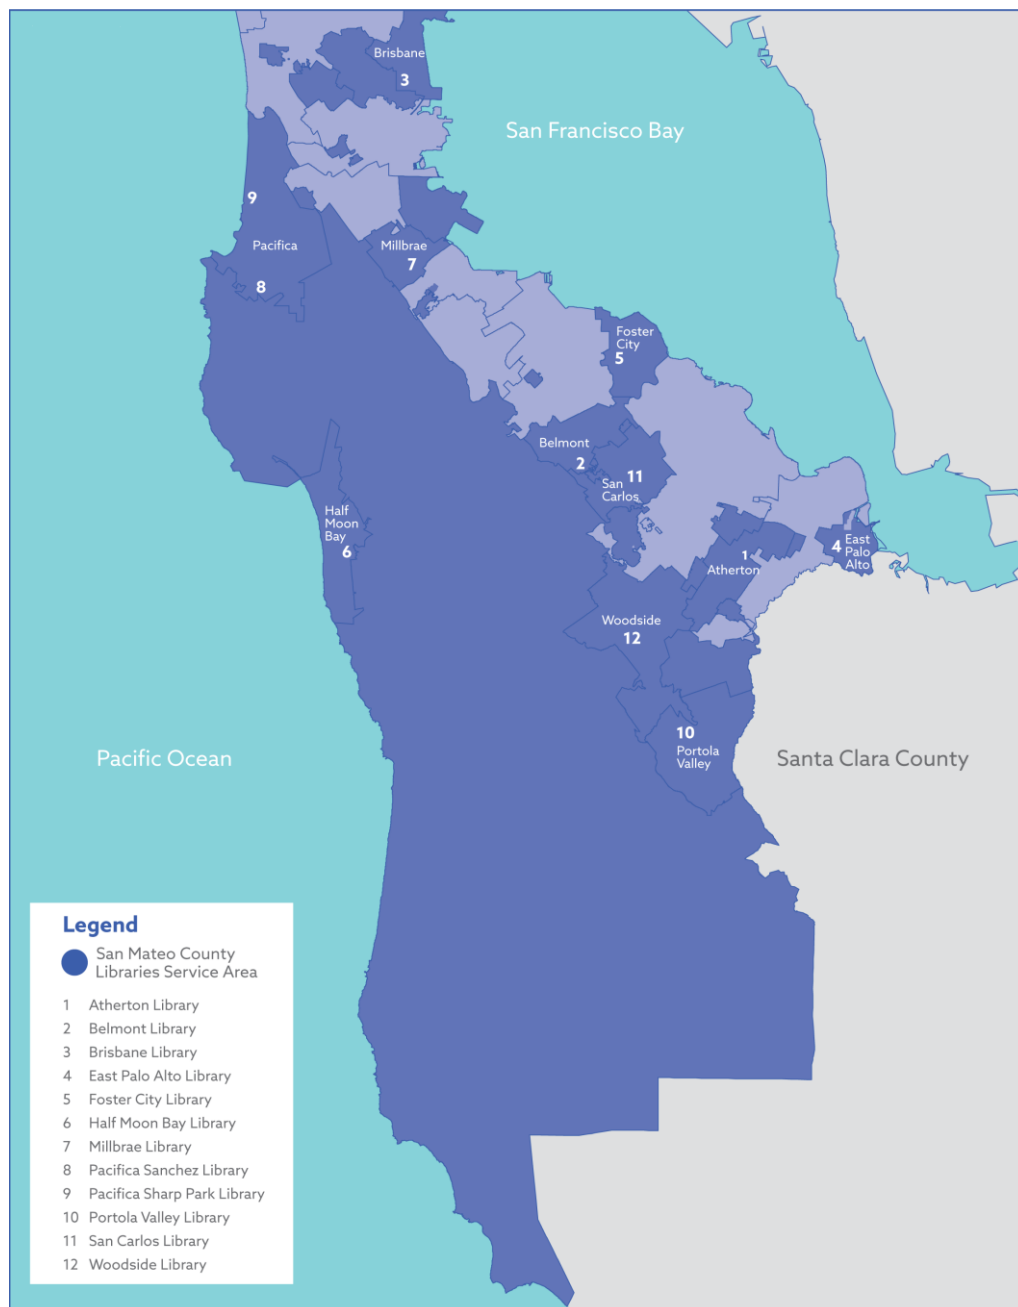 Brisbane
3
San Francisco Bay
9
Pacifica
8
Millbrae
7
Foster
City
5
Belmont
2
11
San
Carlos
Half
Moon
Bay
6
1
Atherton
4
East
Palo
Alto
Woodside
12
10
Portola
Valley
Pacific Ocean
Santa Clara County
Legend
San Mateo County
Libraries Service Area
1 Atherton Library
2 Belmont Library
3 Brisbane Library
4 East Palo Alto Library
5 Foster City Library
6 Half Moon Bay Library
7 Millbrae Library
8 Pacifica Sanchez Library
9 Pacifica Sharp Park Library
10 Portola Valley Library
11 San Carlos Library
12 Woodside Library